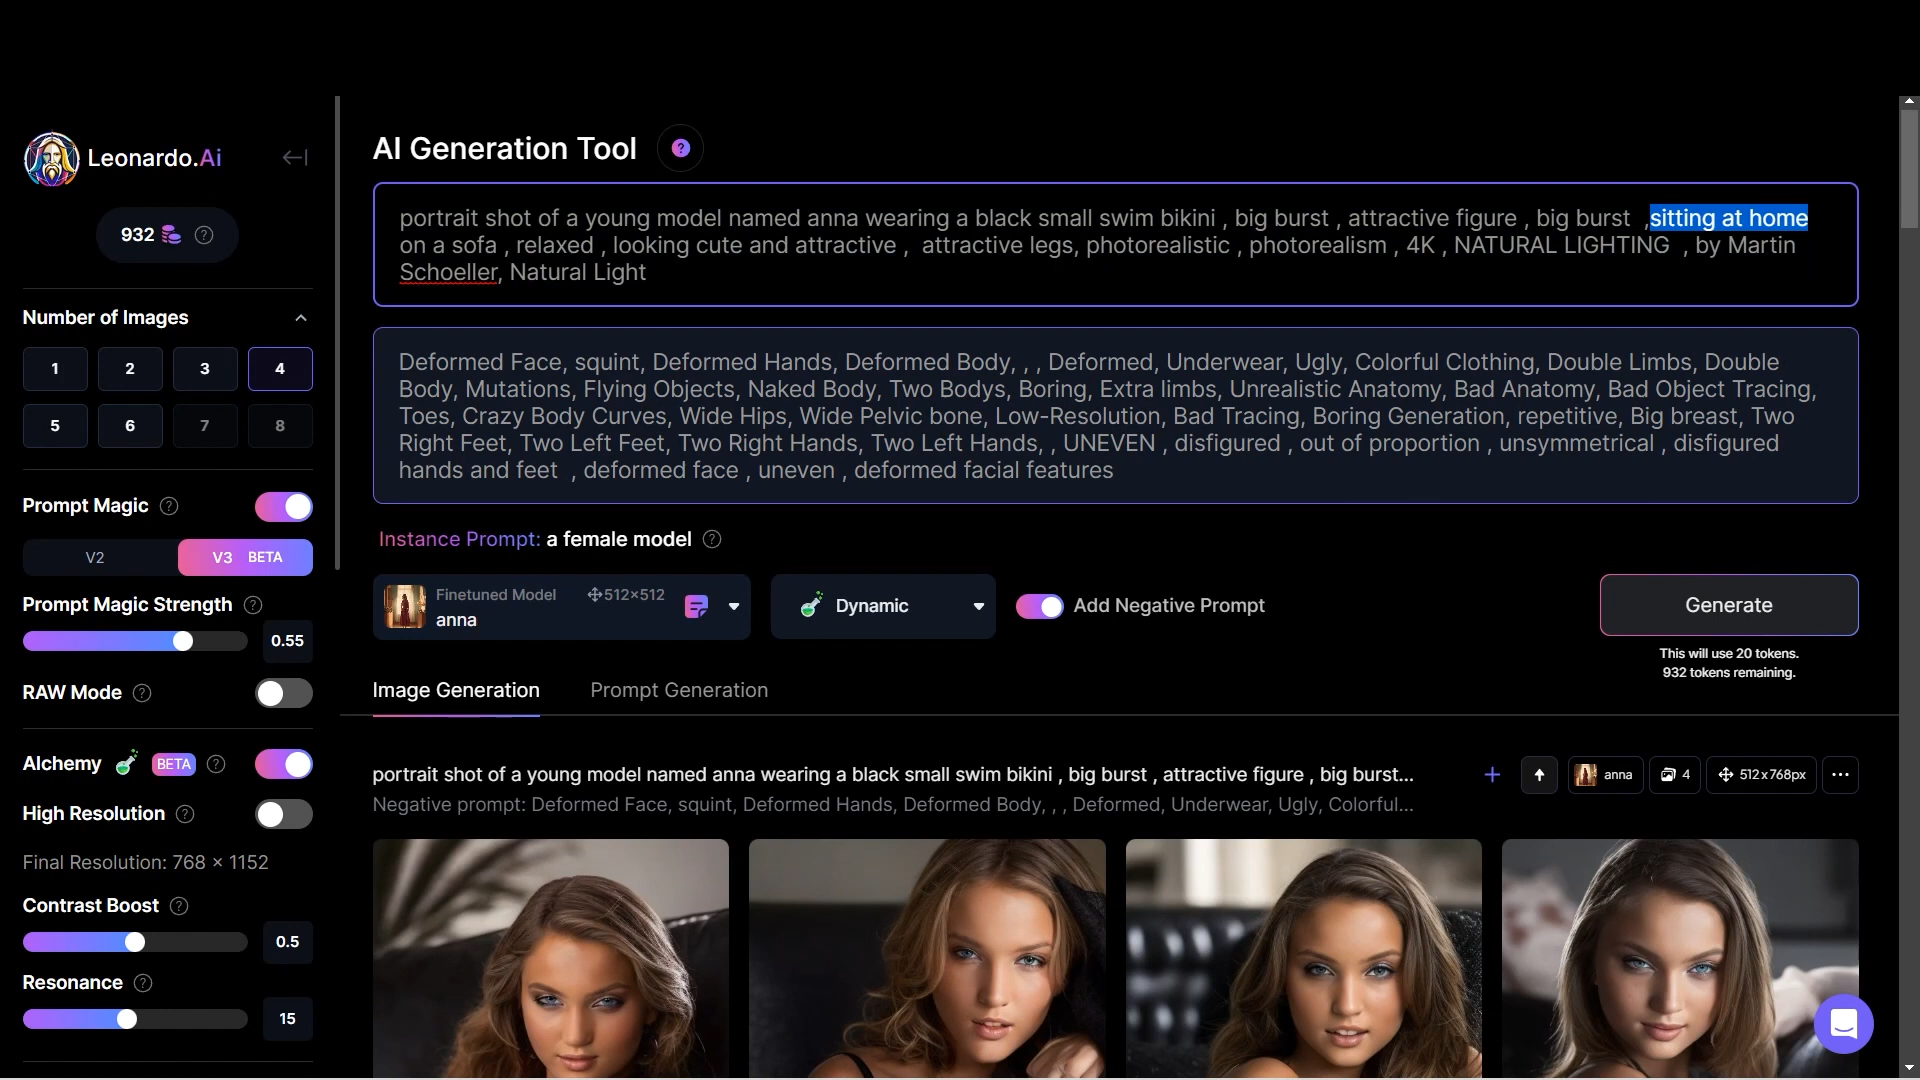 Leonardo.Ai
932
Number of Images
1 2 3 4
5 6 7 8
Prompt Magic
V2 V3 BETA
Prompt Magic Strength
0.55
RAW Mode
Alchemy BETA
High Resolution
Final Resolution: 768 × 1152
Contrast Boost
0.5
Resonance
15
AI Generation Tool
portrait shot of a young model named anna wearing a black small swim bikini , big burst , attractive figure , big burst  ,sitting at home
on a sofa , relaxed , looking cute and attractive ,  attractive legs, photorealistic , photorealism , 4K , NATURAL LIGHTING  , by Martin
Schoeller, Natural Light
Deformed Face, squint, Deformed Hands, Deformed Body, , , Deformed, Underwear, Ugly, Colorful Clothing, Double Limbs, Double
Body, Mutations, Flying Objects, Naked Body, Two Bodys, Boring, Extra limbs, Unrealistic Anatomy, Bad Anatomy, Bad Object Tracing,
Toes, Crazy Body Curves, Wide Hips, Wide Pelvic bone, Low-Resolution, Bad Tracing, Boring Generation, repetitive, Big breast, Two
Right Feet, Two Left Feet, Two Right Hands, Two Left Hands, , UNEVEN , disfigured , out of proportion , unsymmetrical , disfigured
hands and feet  , deformed face , uneven , deformed facial features
Instance Prompt: a female model
Finetuned Model 512×512
anna
Dynamic
Add Negative Prompt
Generate
This will use 20 tokens.
932 tokens remaining.
Image Generation Prompt Generation
portrait shot of a young model named anna wearing a black small swim bikini , big burst , attractive figure , big burst...
anna 4 512x768px
Negative prompt: Deformed Face, squint, Deformed Hands, Deformed Body, , , Deformed, Underwear, Ugly, Colorful...